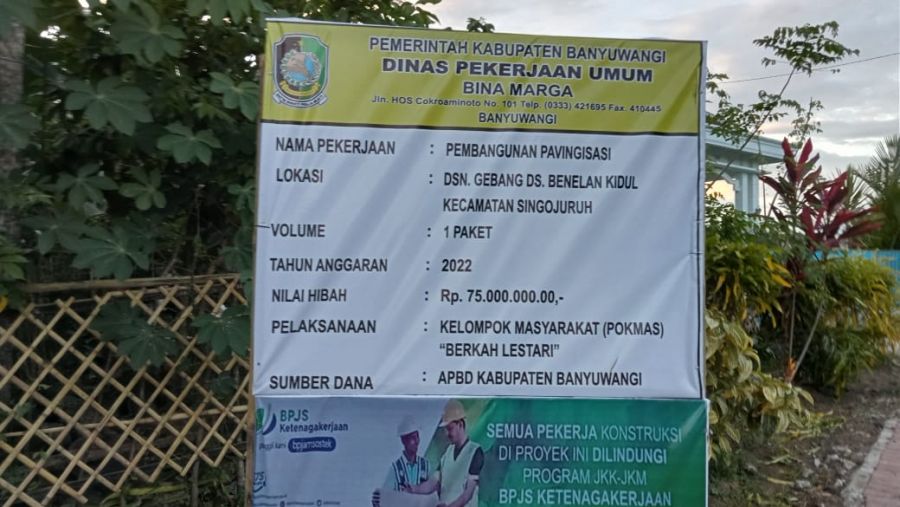 PEMERINTAH KABUPATEN BANYUWANGI
DINAS PEKERJAAN UMUM
BINA MARGA
Jln. HOS Cokroaminoto No. 101 Telp. (0333) 421695 Fax. 410445
BANYUWANGI
NAMA PEKERJAAN : PEMBANGUNAN PAVINGISASI
LOKASI : DSN. GEBANG DS. BENELAN KIDUL
KECAMATAN SINGOJURUH
VOLUME : 1 PAKET
TAHUN ANGGARAN : 2022
NILAI HIBAH : Rp. 75.000.000.00,-
PELAKSANAAN : KELOMPOK MASYARAKAT (POKMAS)
“BERKAH LESTARI”
SUMBER DANA : APBD KABUPATEN BANYUWANGI
BPJS
Ketenagakerjaan
bpjamsostek
SEMUA PEKERJA KONSTRUKSI
DI PROYEK INI DILINDUNGI
PROGRAM JKK-JKM
BPJS KETENAGAKERJAAN